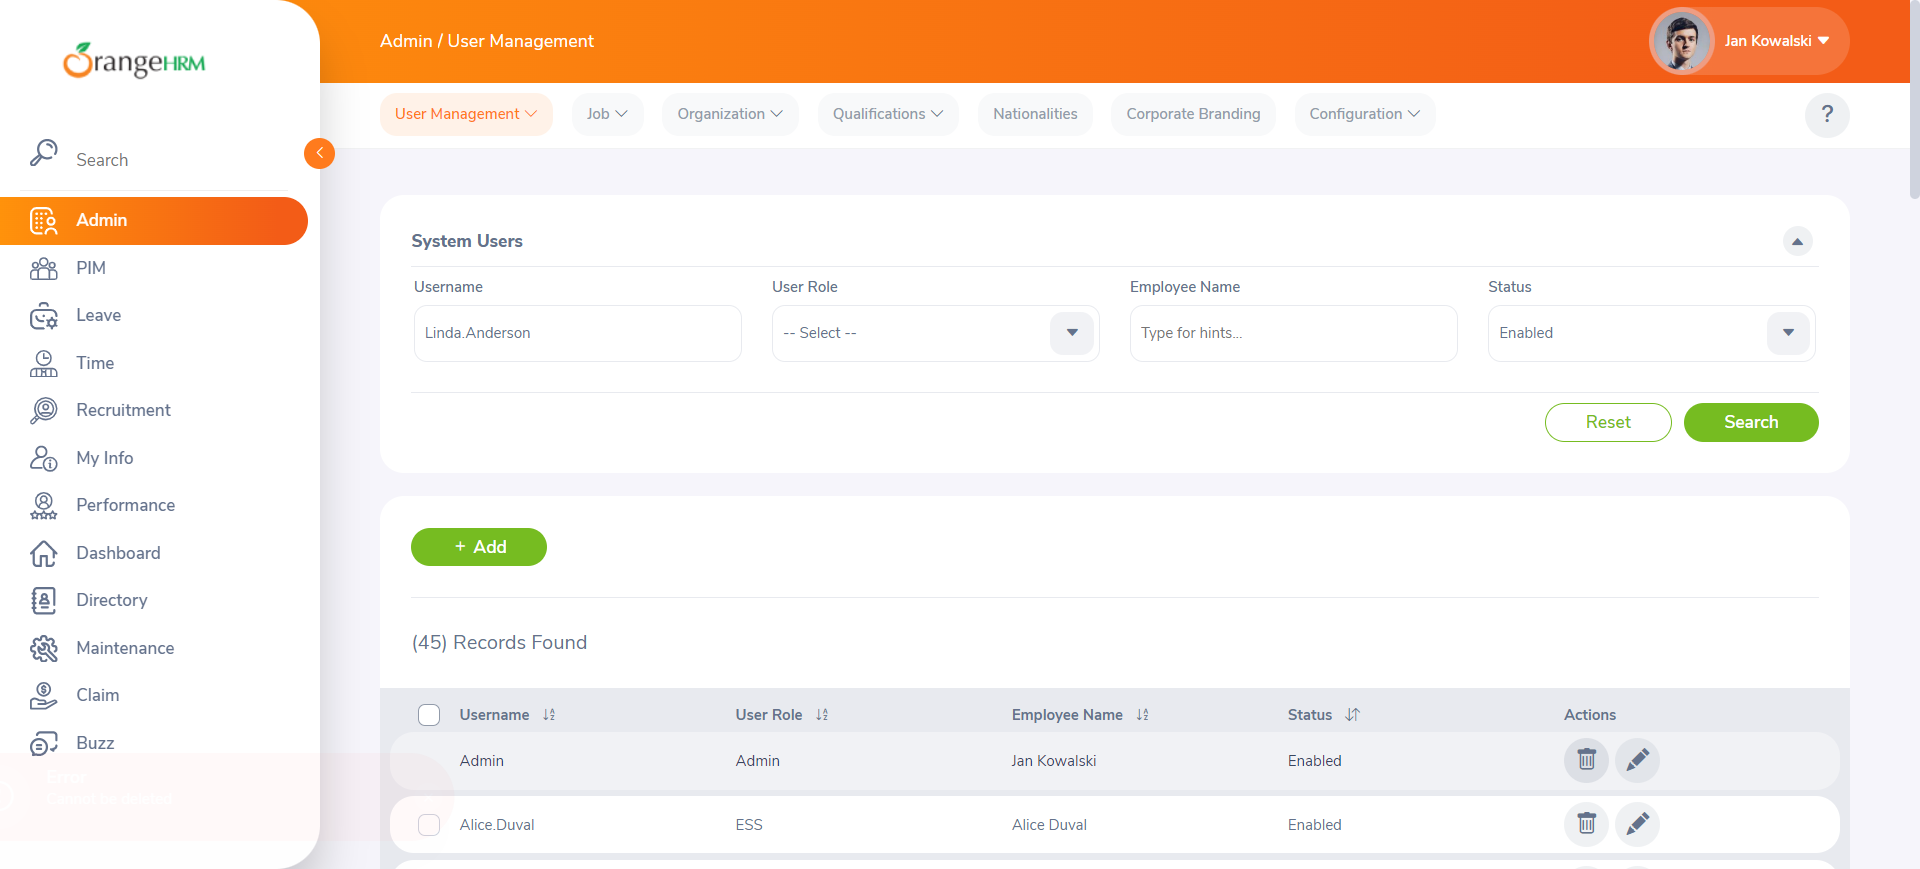 OrangeHRM
Admin / User Management
Jan Kowalski
User Management
Job
Organization
Qualifications
Nationalities
Corporate Branding
Configuration
?
Search
Admin
PIM
Leave
Time
Recruitment
My Info
Performance
Dashboard
Directory
Maintenance
Claim
Buzz
Error
Cannot be deleted
System Users
Username
User Role
Employee Name
Status
Linda.Anderson
-- Select --
Type for hints...
Enabled
Reset
Search
+ Add
(45) Records Found
Username
User Role
Employee Name
Status
Actions
Admin
Admin
Jan Kowalski
Enabled
Alice.Duval
ESS
Alice Duval
Enabled